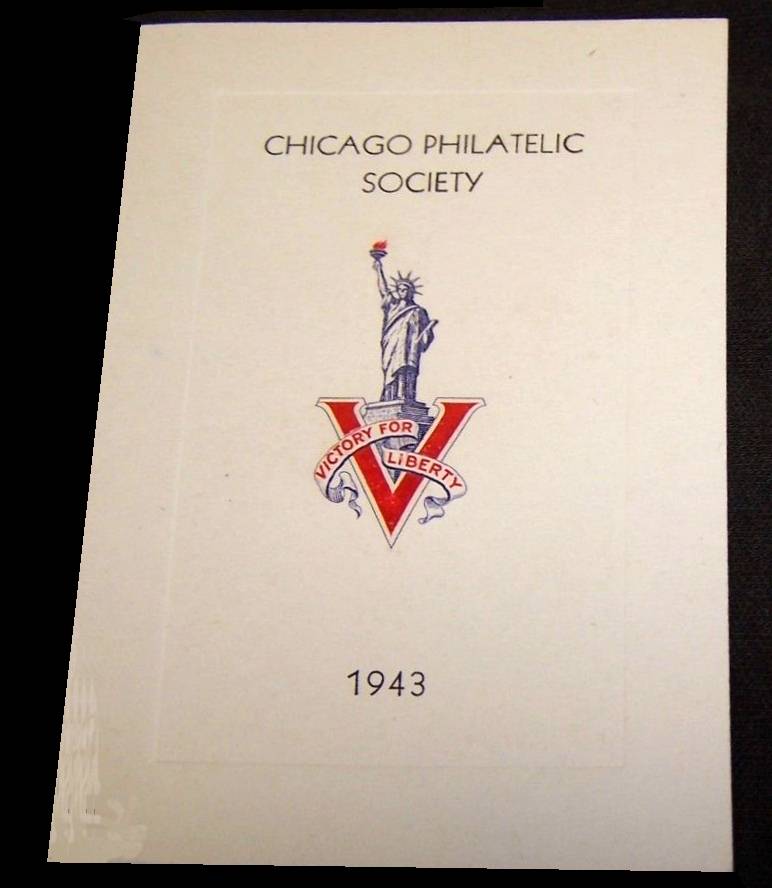 CHICAGO PHILATELIC
SOCIETY
VICTORY FOR
LIBERTY
1943